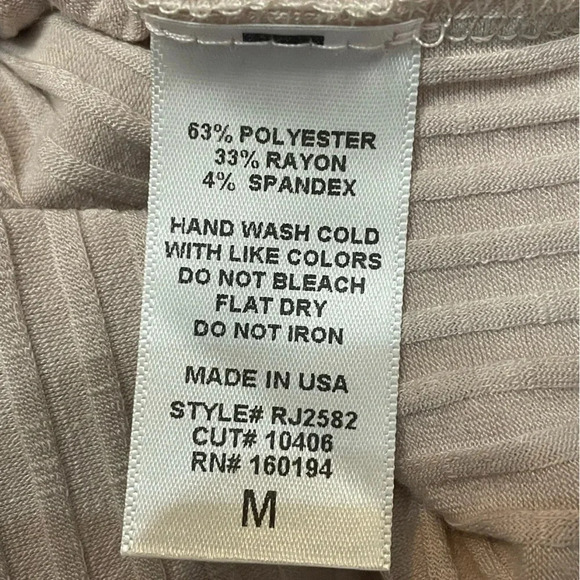 63% POLYESTER
33% RAYON
4% SPANDEX
HAND WASH COLD
WITH LIKE COLORS
DO NOT BLEACH
FLAT DRY
DO NOT IRON
MADE IN USA
STYLE# RJ2582
CUT# 10406
RN# 160194
M